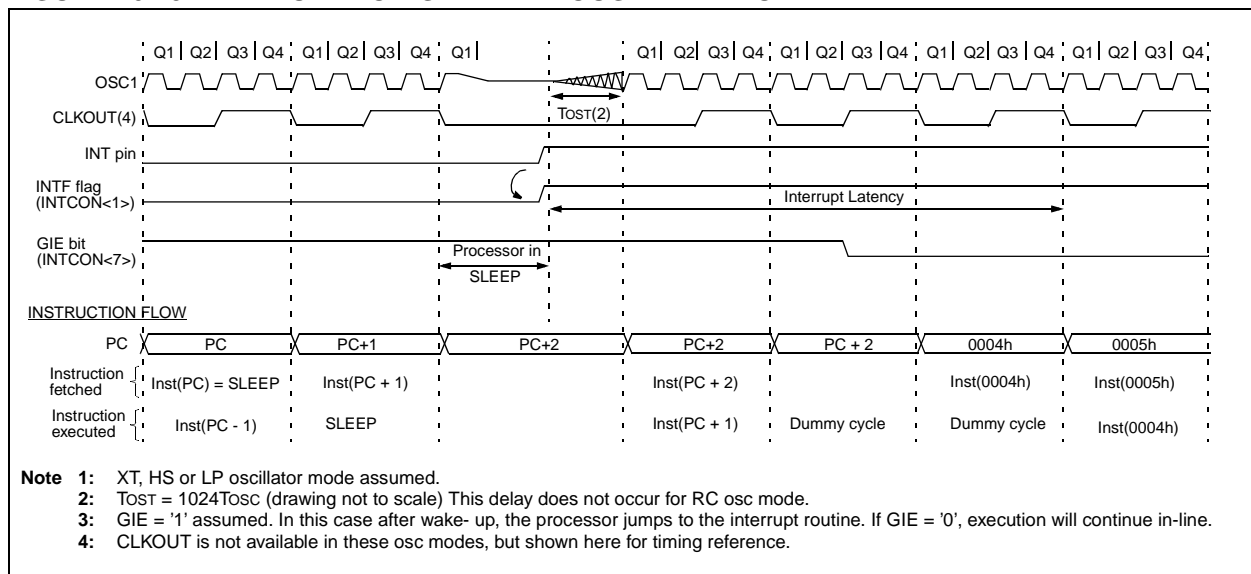 Q1 Q2 Q3 Q4 Q1 Q2 Q3 Q4 Q1 Q1 Q2 Q3 Q4 Q1 Q2 Q3 Q4 Q1 Q2 Q3 Q4 Q1 Q2 Q3 Q4
OSC1
CLKOUT(4)
TOST(2)
INT pin
INTF flag
(INTCON<1>)
Interrupt Latency
GIE bit
(INTCON<7>)
Processor in
SLEEP
INSTRUCTION FLOW
PC PC PC+1 PC+2 PC+2 PC + 2 0004h 0005h
Instruction
fetched
Inst(PC) = SLEEP Inst(PC + 1) Inst(PC + 2) Inst(0004h) Inst(0005h)
Instruction
executed
Inst(PC - 1) SLEEP Inst(PC + 1) Dummy cycle Dummy cycle Inst(0004h)
Note 1: XT, HS or LP oscillator mode assumed.
2: TOST = 1024TOSC (drawing not to scale) This delay does not occur for RC osc mode.
3: GIE = '1' assumed. In this case after wake- up, the processor jumps to the interrupt routine. If GIE = '0', execution will continue in-line.
4: CLKOUT is not available in these osc modes, but shown here for timing reference.